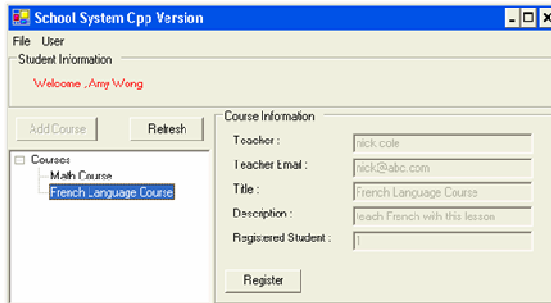 School System Cpp Version
File User
Student Information
Welcome , Amy Wong
Add Course Refresh
Courses
Math Course
French Language Course
Course Information
Teacher : nick cole
Teacher Email : nick@abc.com
Title : French Language Course
Description : teach French with this lesson
Registered Student : 1
Register